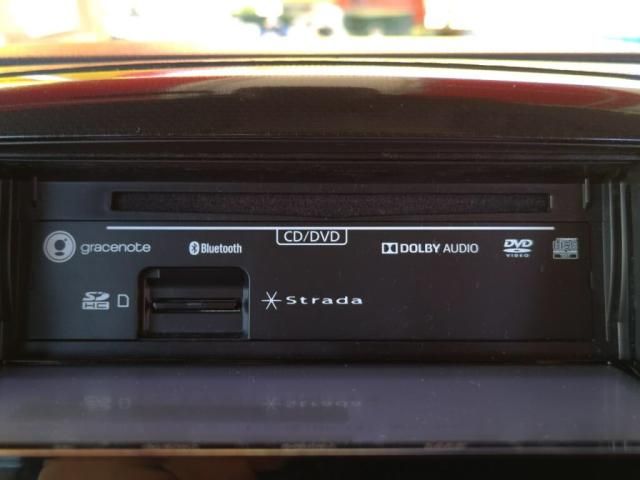 CD/DVD
gracenote
Bluetooth
DOLBY AUDIO
DVD
VIDEO
SD
HC
Strada